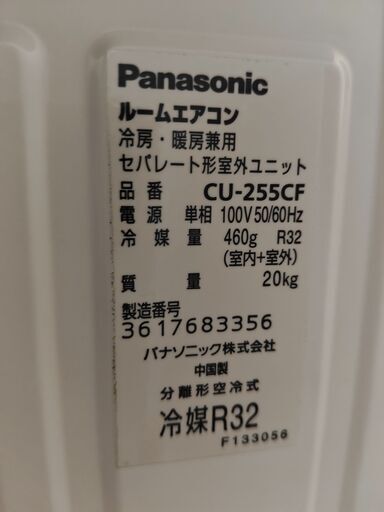 Panasonic
ルームエアコン
冷房・暖房兼用
セパレート形室外ユニット
品番 CU-255CF
電源 単相 100V 50/60Hz
冷媒量 460g R32
(室内+室外)
質量 20kg
製造番号
3617683356
パナソニック株式会社
中国製
分離形空冷式
冷媒R32
F133056